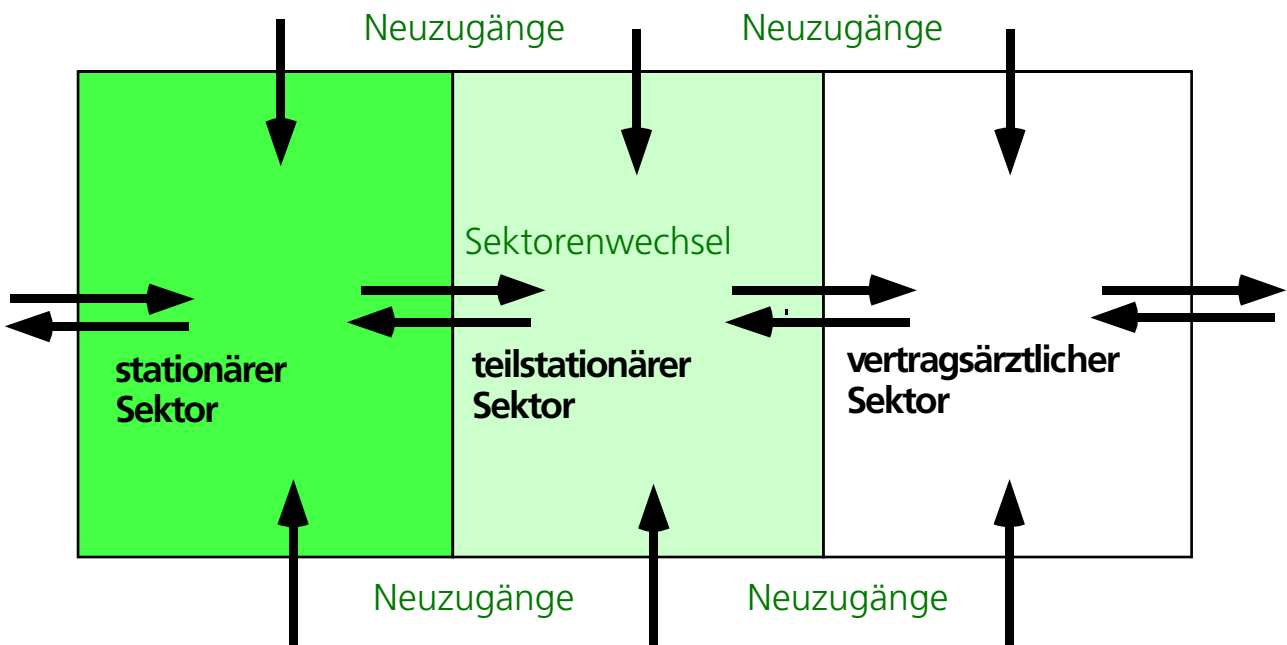 Neuzugänge Neuzugänge
Sektorenwechsel
stationärer
Sektor
teilstationärer
Sektor
vertragsärztlicher
Sektor
Neuzugänge Neuzugänge